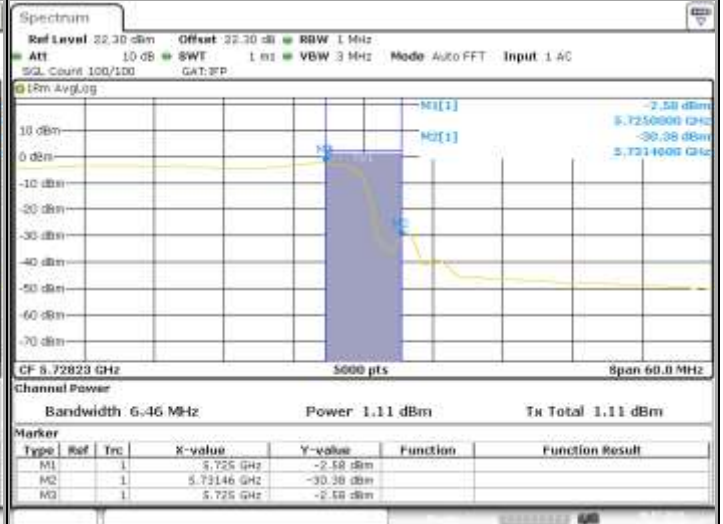 Spectrum
Ref Level 22.30 dBm Offset 22.30 dB RBW 1 MHz
Att 10 dB SWT 1 ms VBW 3 MHz Mode Auto FFT Input 1 AC
SGL Count 100/100 GAT:IFP
1Rm AvgLog
M1[1] -2.58 dBm
5.7250000 GHz
M2[1] -30.38 dBm
5.7314600 GHz
10 dBm
0 dBm
-10 dBm
-20 dBm
-30 dBm
-40 dBm
-50 dBm
-60 dBm
-70 dBm
M3
M2
CF 5.72823 GHz 5000 pts Span 60.0 MHz
Channel Power
Bandwidth 6.46 MHz Power 1.11 dBm Tx Total 1.11 dBm
Marker
Type Ref Trc X-value Y-value Function Function Result
M1 1 5.725 GHz -2.58 dBm
M2 1 5.73146 GHz -30.38 dBm
M3 1 5.725 GHz -2.58 dBm